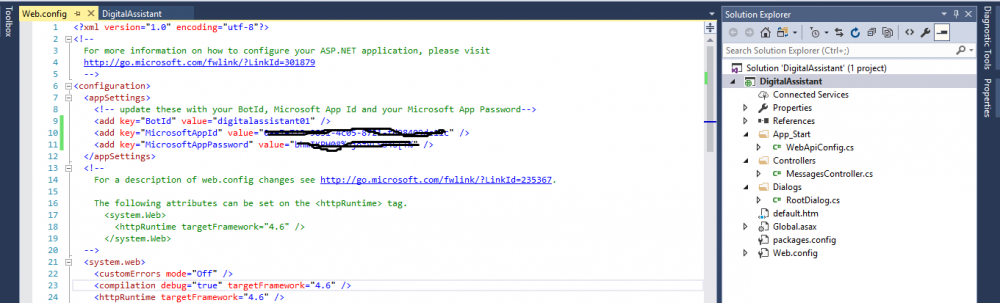 Toolbox
Web.config
DigitalAssistant
1 <?xml version="1.0" encoding="utf-8"?>
2 <!--
3 For more information on how to configure your ASP.NET application, please visit
4 http://go.microsoft.com/fwlink/?LinkId=301879
5 -->
6 <configuration>
7 <appSettings>
8 <!-- update these with your BotId, Microsoft App Id and your Microsoft App Password-->
9 <add key="BotId" value="digitalassistant01" />
10 <add key="MicrosoftAppId" value=" " />
11 <add key="MicrosoftAppPassword" value=" " />
12 </appSettings>
13 <!--
14 For a description of web.config changes see http://go.microsoft.com/fwlink/?LinkId=235367.
15
16 The following attributes can be set on the <httpRuntime> tag.
17 <system.Web>
18 <httpRuntime targetFramework="4.6" />
19 </system.Web>
20 -->
21 <system.web>
22 <customErrors mode="Off" />
23 <compilation debug="true" targetFramework="4.6" />
24 <httpRuntime targetFramework="4.6" />
Solution Explorer
Search Solution Explorer (Ctrl+;)
Solution 'DigitalAssistant' (1 project)
DigitalAssistant
Connected Services
Properties
References
App_Start
C# WebApiConfig.cs
Controllers
C# MessagesController.cs
Dialogs
C# RootDialog.cs
default.htm
Global.asax
packages.config
Web.config
Diagnostic Tools
Properties